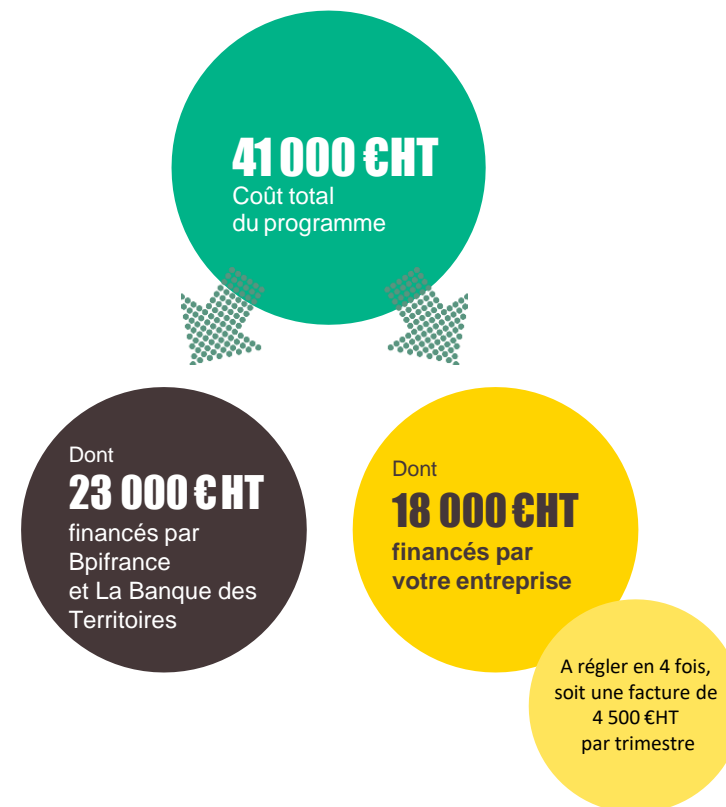 41 000 €HT
Coût total
du programme
Dont
23 000 € HT
financés par
Bpifrance
et La Banque des
Territoires
Dont
18 000 €HT
financés par
votre entreprise
A régler en 4 fois,
soit une facture de
4 500 €HT
par trimestre